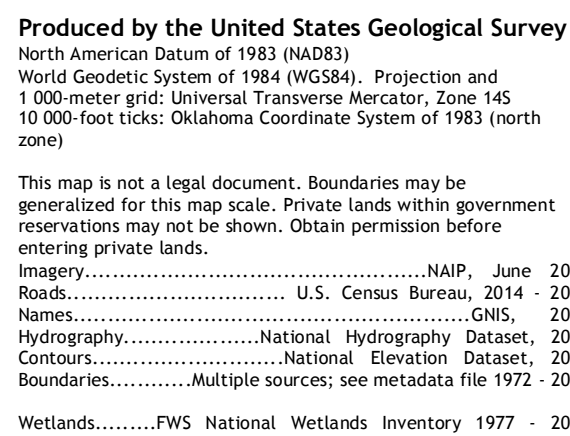 Produced by the United States Geological Survey
North American Datum of 1983 (NAD83)
World Geodetic System of 1984 (WGS84). Projection and
1 000-meter grid: Universal Transverse Mercator, Zone 14S
10 000-foot ticks: Oklahoma Coordinate System of 1983 (north
zone)
This map is not a legal document. Boundaries may be
generalized for this map scale. Private lands within government
reservations may not be shown. Obtain permission before
entering private lands.
Imagery..................................................NAIP, June 20
Roads................................ U.S. Census Bureau, 2014 - 20
Names..........................................................GNIS, 20
Hydrography....................National Hydrography Dataset, 20
Contours............................National Elevation Dataset, 20
Boundaries............Multiple sources; see metadata file 1972 - 20
Wetlands.........FWS National Wetlands Inventory 1977 - 20